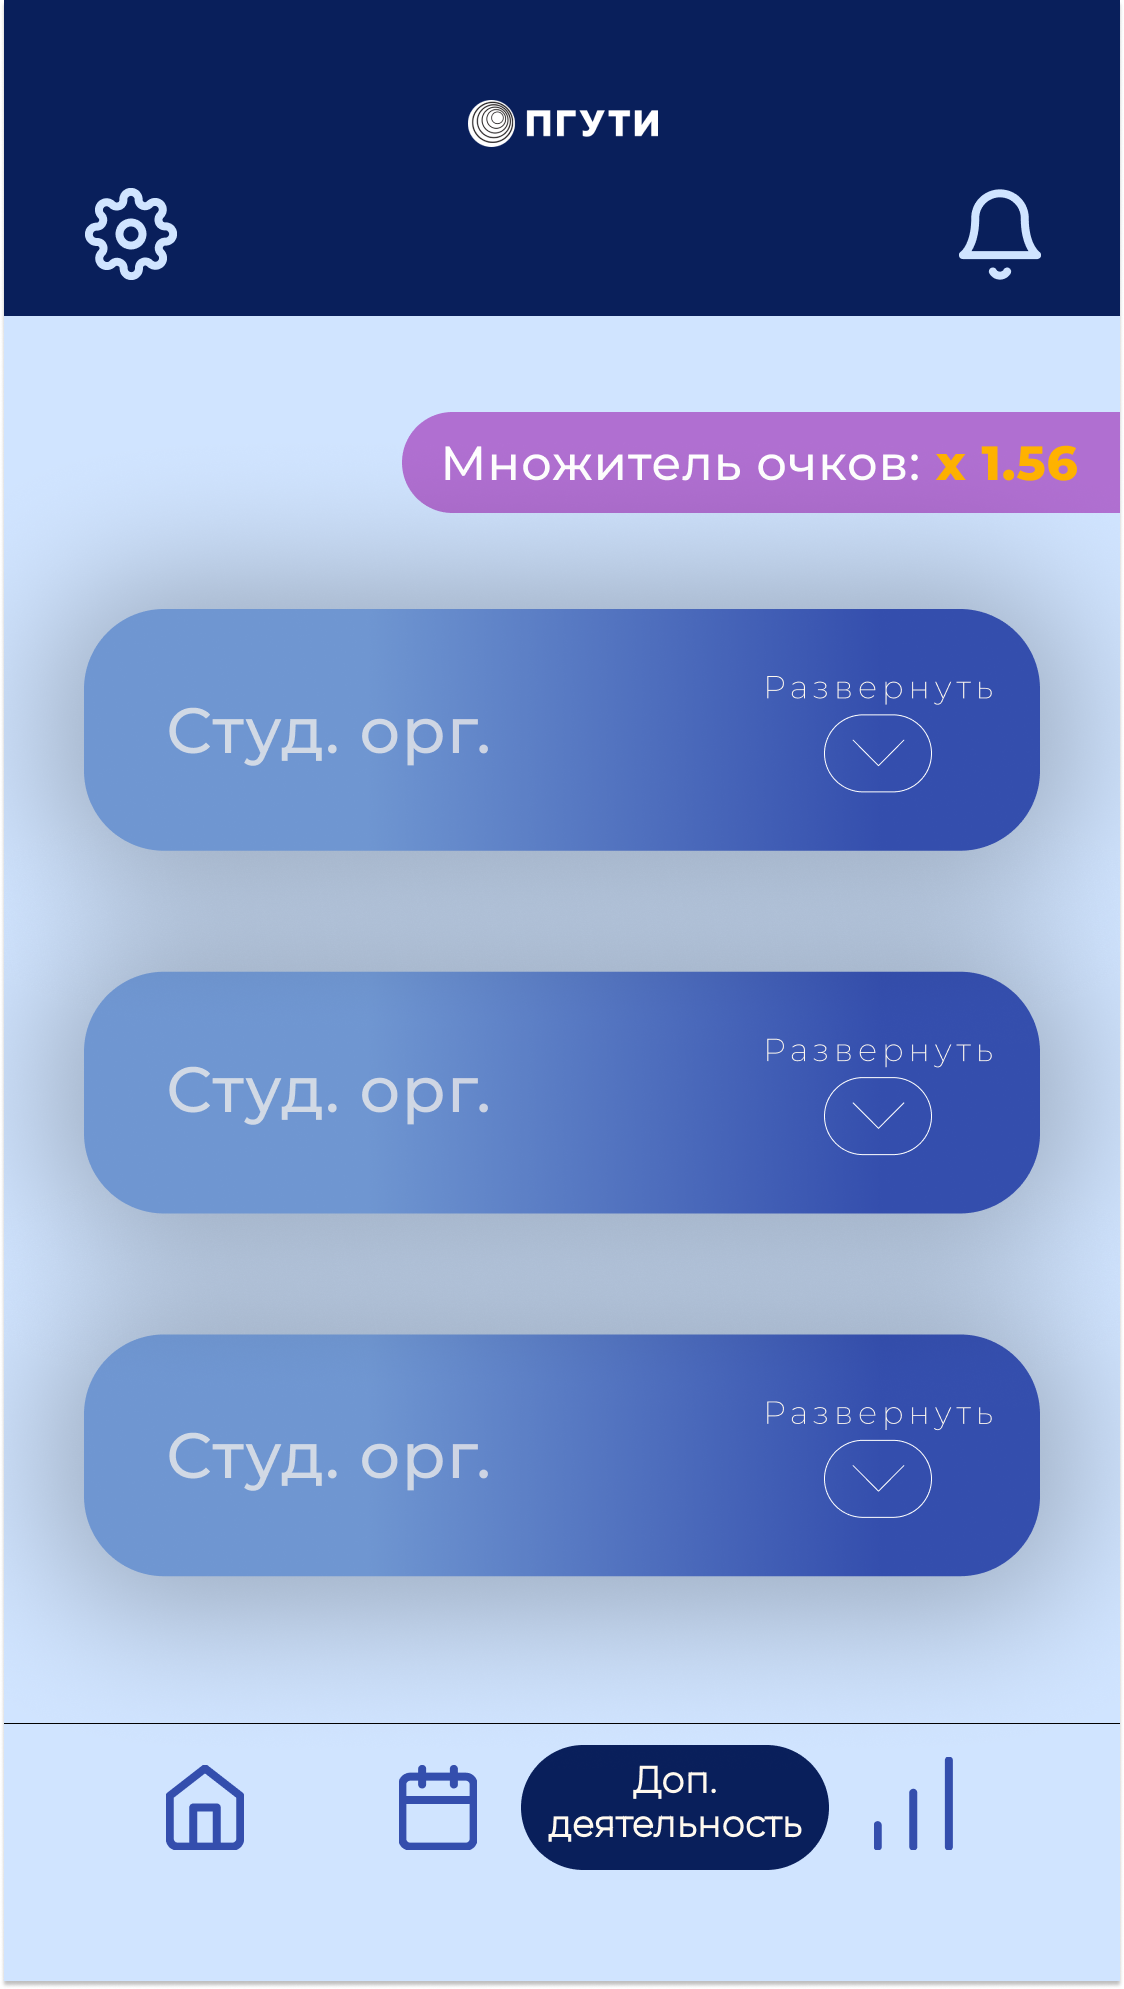 ПГУТИ
Множитель очков: x 1.56
Развернуть
Студ. орг.
Развернуть
Студ. орг.
Развернуть
Студ. орг.
Доп.
деятельность